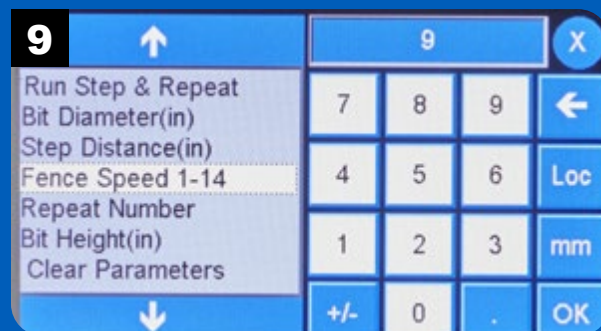 9
9
X
Run Step & Repeat
Bit Diameter(in)
Step Distance(in)
Fence Speed 1-14
Repeat Number
Bit Height(in)
Clear Parameters
7 8 9
4 5 6 Loc
1 2 3 mm
+/- 0 . OK